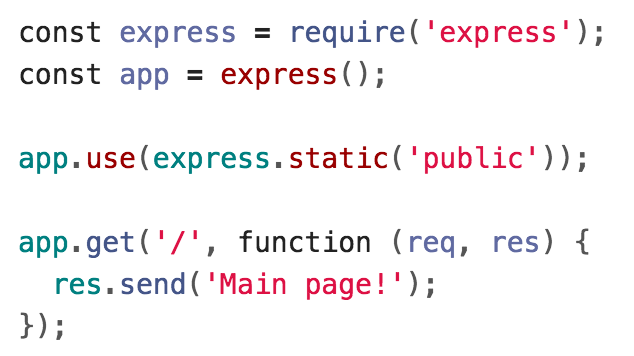 const express = require('express');
const app = express();

app.use(express.static('public'));

app.get('/', function (req, res) {
  res.send('Main page!');
});